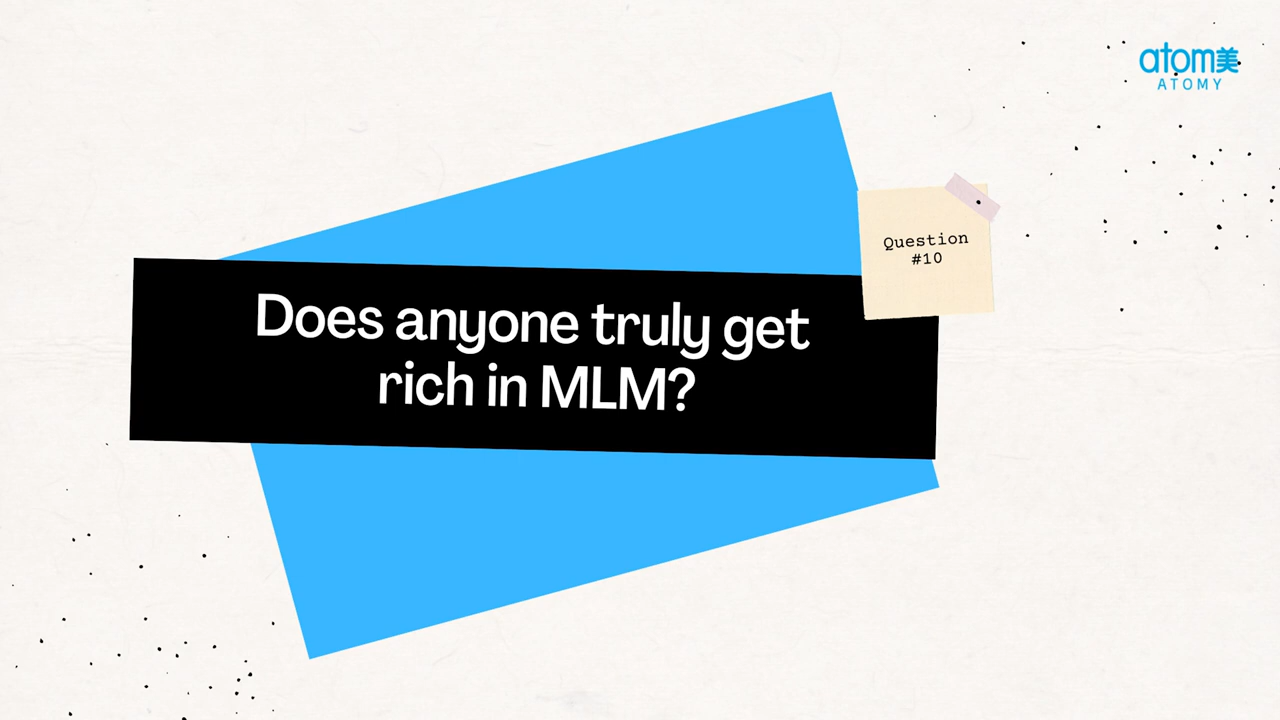 atom美
ATOMY
Question
#10
Does anyone truly get
rich in MLM?